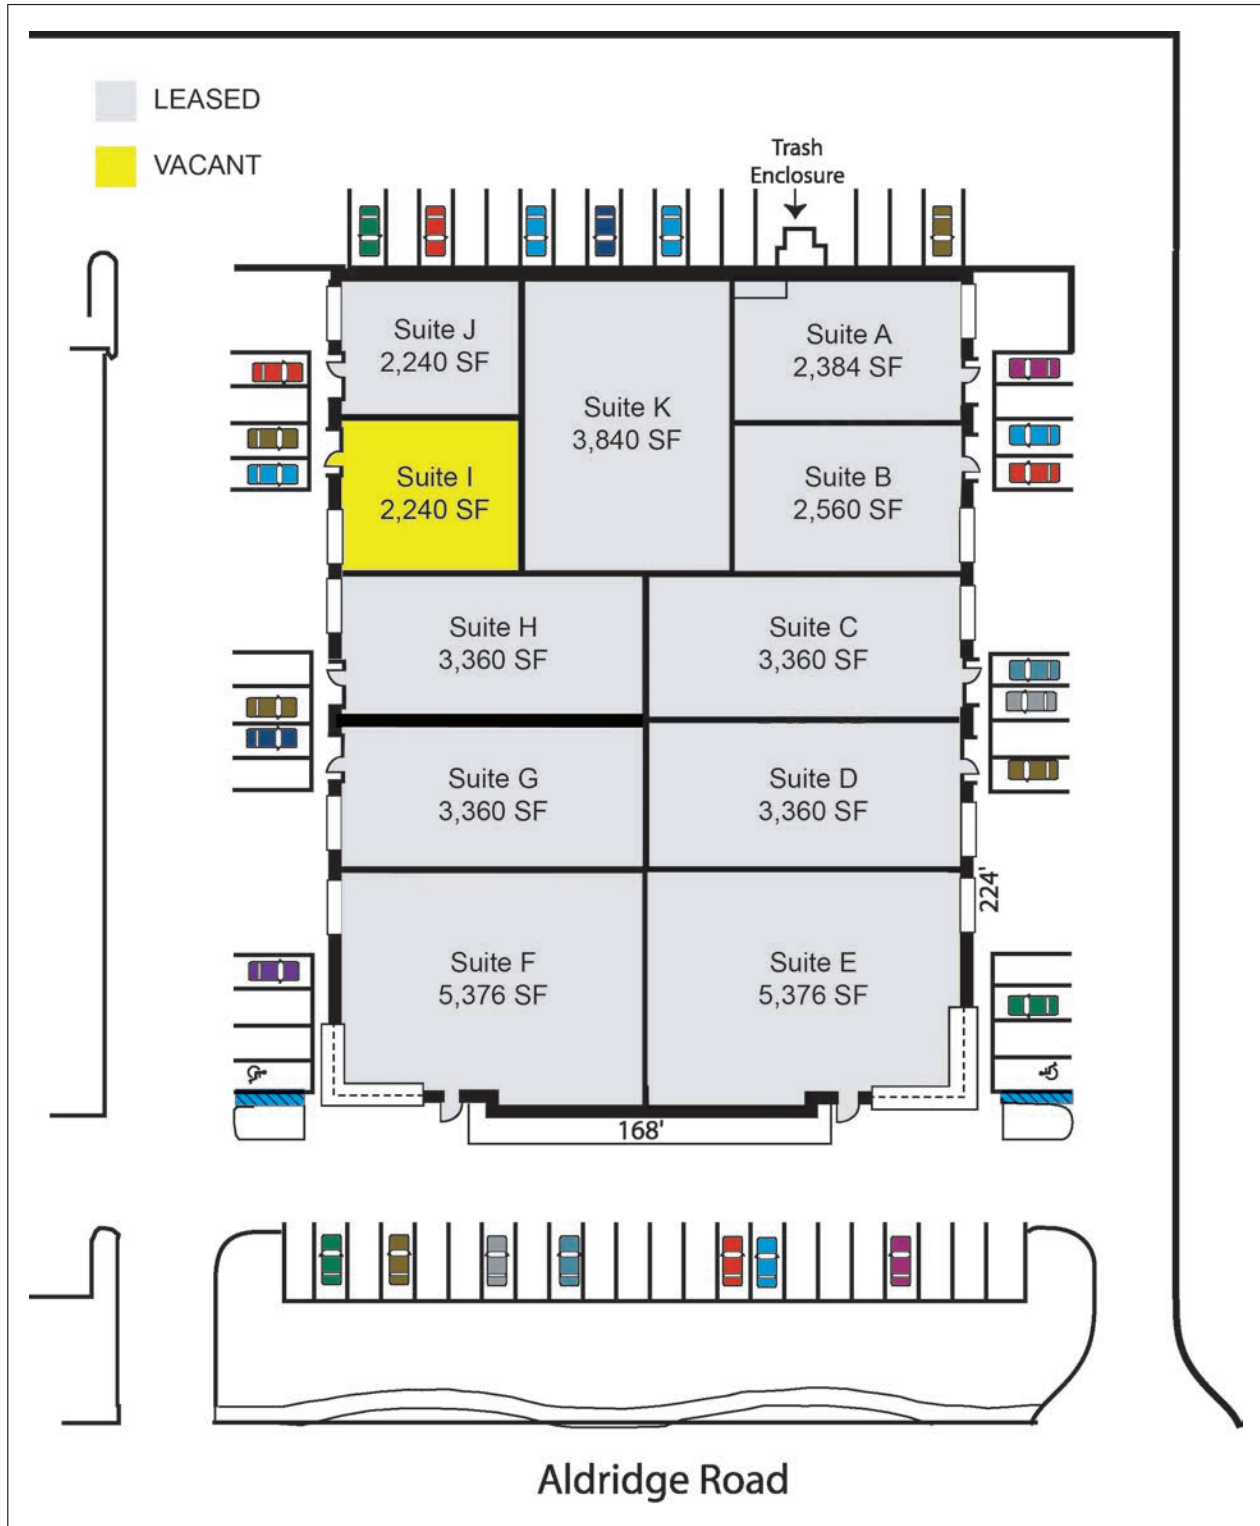 LEASED
VACANT
Trash
Enclosure
Suite J
2,240 SF
Suite K
3,840 SF
Suite A
2,384 SF
Suite I
2,240 SF
Suite B
2,560 SF
Suite H
3,360 SF
Suite C
3,360 SF
Suite G
3,360 SF
Suite D
3,360 SF
224'
Suite F
5,376 SF
Suite E
5,376 SF
168'
Aldridge Road